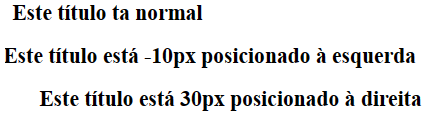 Este título ta normal
Este título está -10px posicionado à esquerda
Este título está 30px posicionado à direita